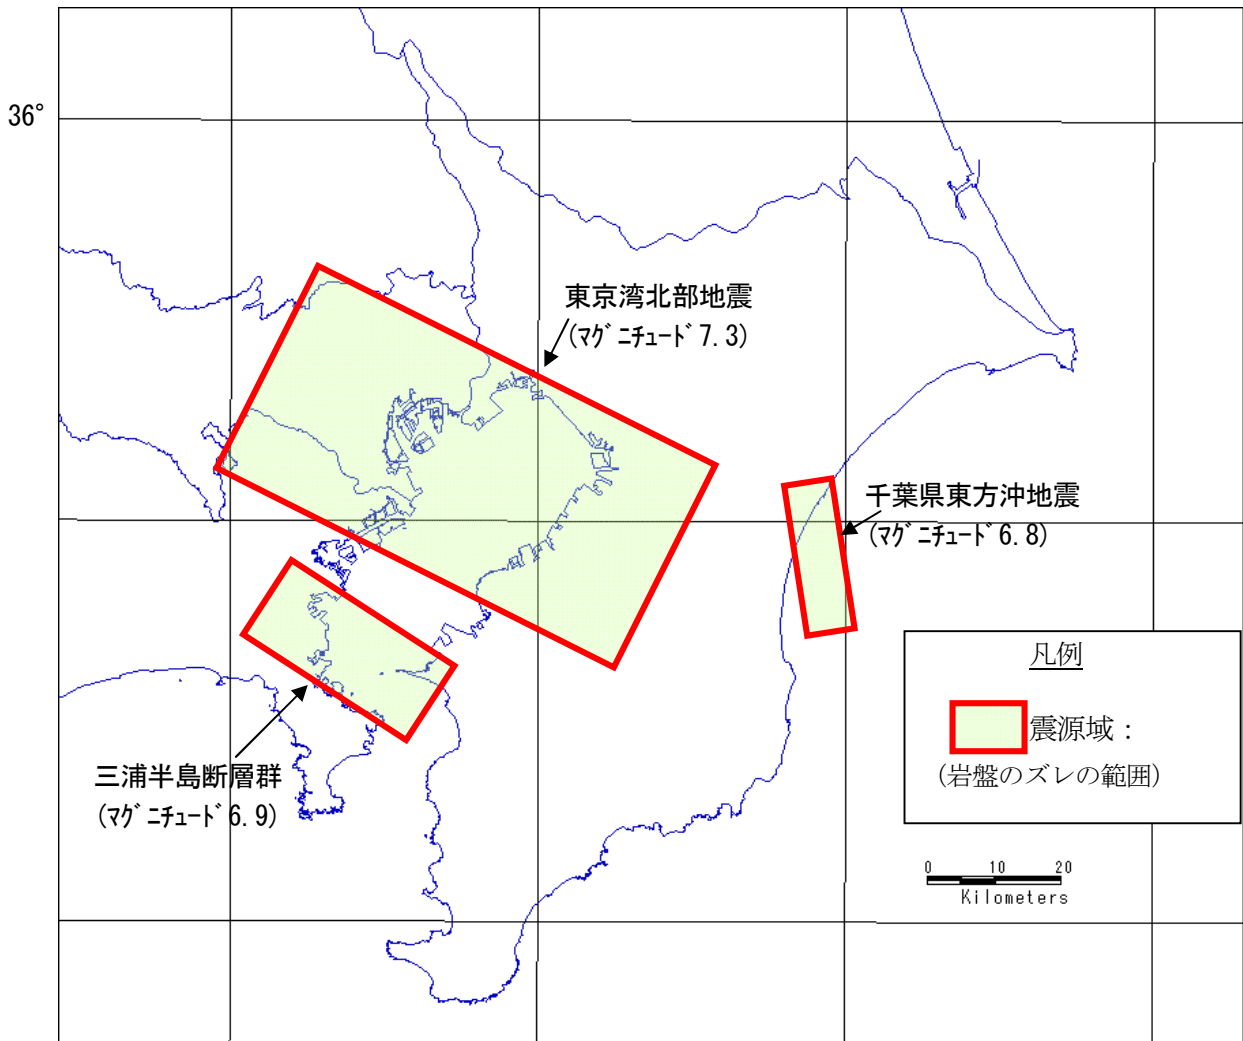 36°
東京湾北部地震
(ﾏｸﾞﾆﾁｭｰﾄﾞ7.3)
千葉県東方沖地震
(ﾏｸﾞﾆﾁｭｰﾄﾞ6.8)
三浦半島断層群
(ﾏｸﾞﾆﾁｭｰﾄﾞ6.9)
凡例
震源域：
(岩盤のズレの範囲)
0 10 20
Kilometers